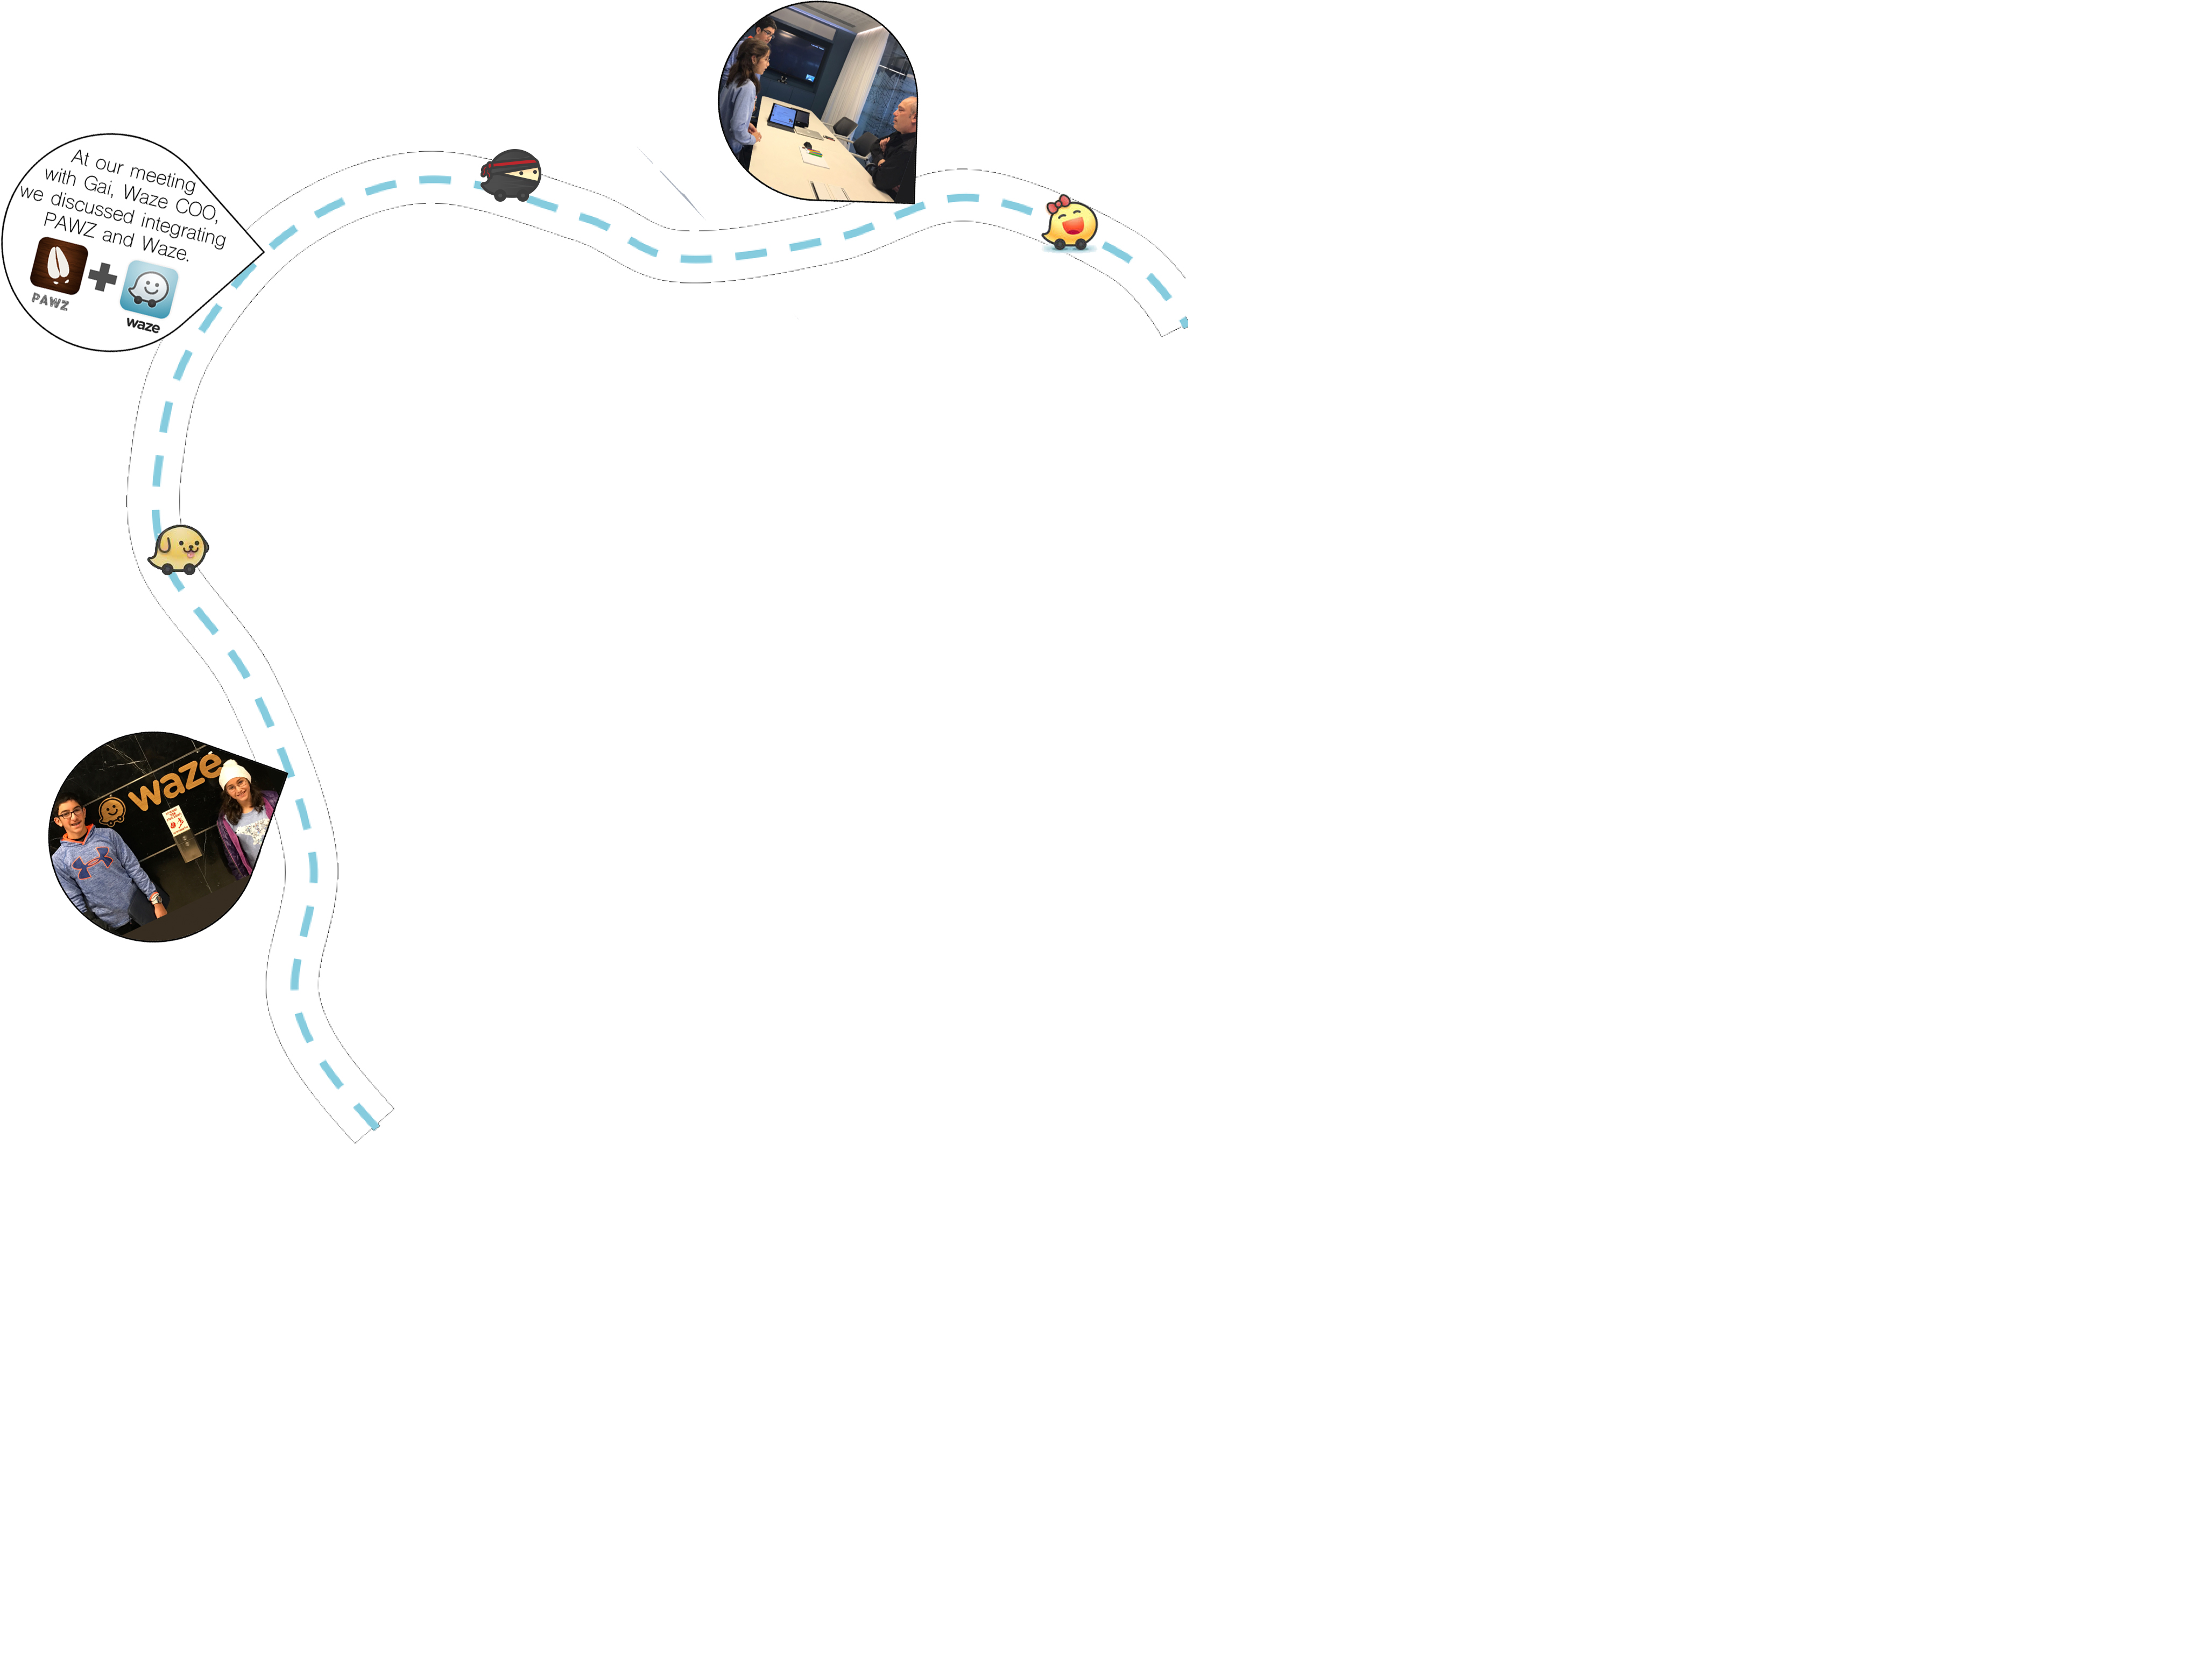 At our meeting
with Gai, Waze COO,
we discussed integrating
PAWZ and Waze.
PAWZ
waze
waze